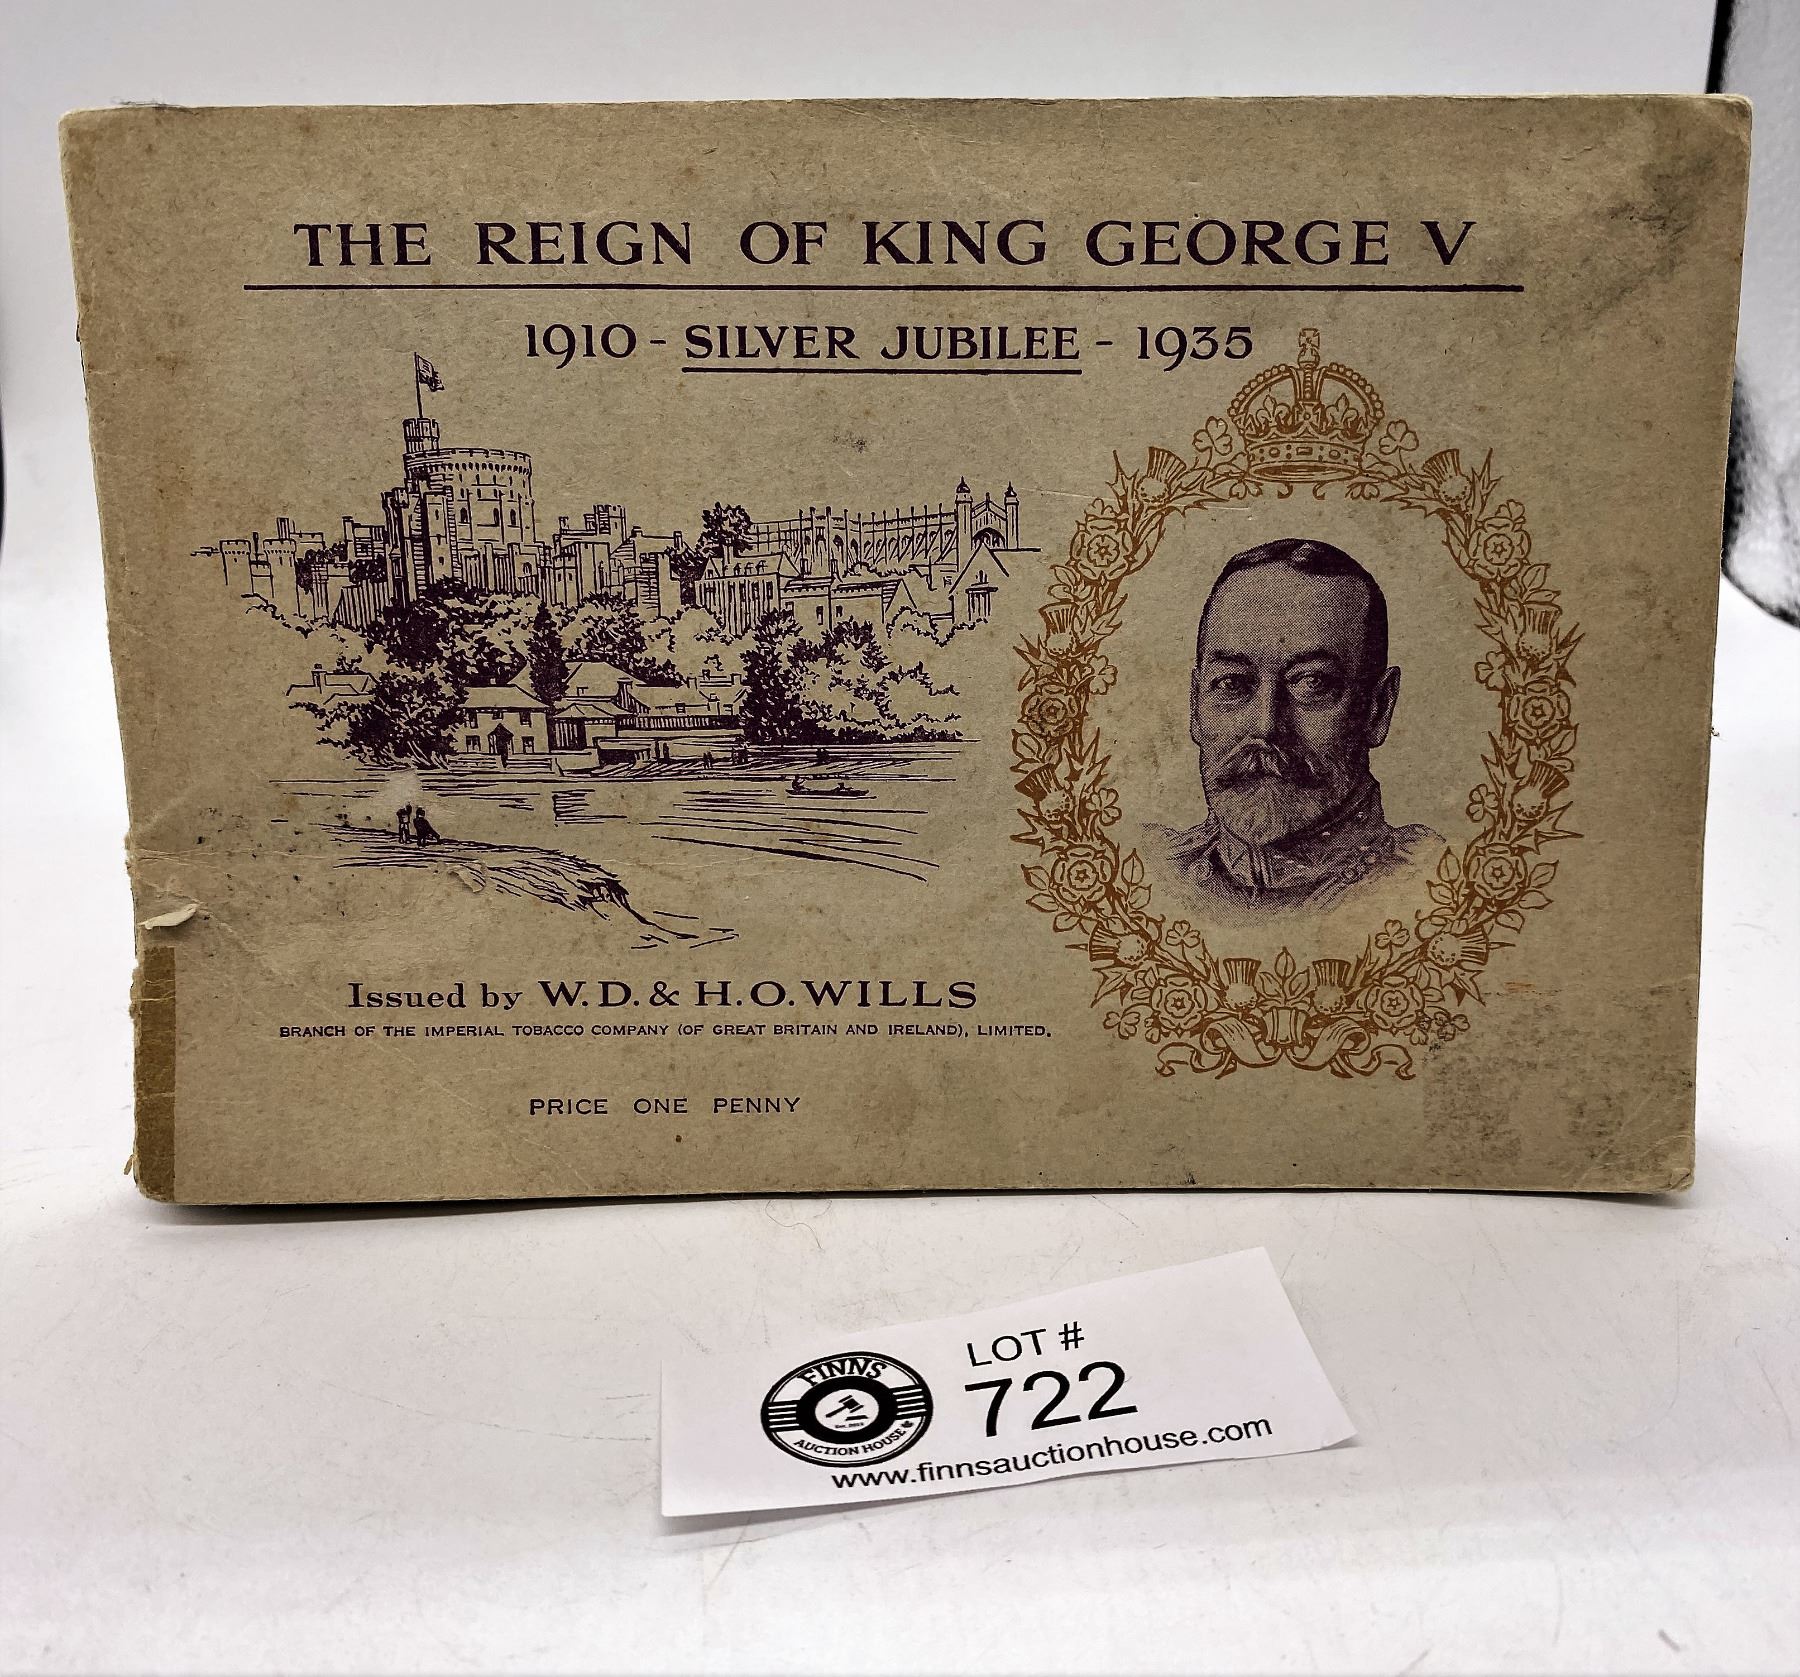 THE REIGN OF KING GEORGE V
1910 - SILVER JUBILEE - 1935
Issued by W.D. & H.O. WILLS
BRANCH OF THE IMPERIAL TOBACCO COMPANY (OF GREAT BRITAIN AND IRELAND), LIMITED.
PRICE ONE PENNY
LOT #
722
FINNS
AUCTION HOUSE
www.finnsauctionhouse.com